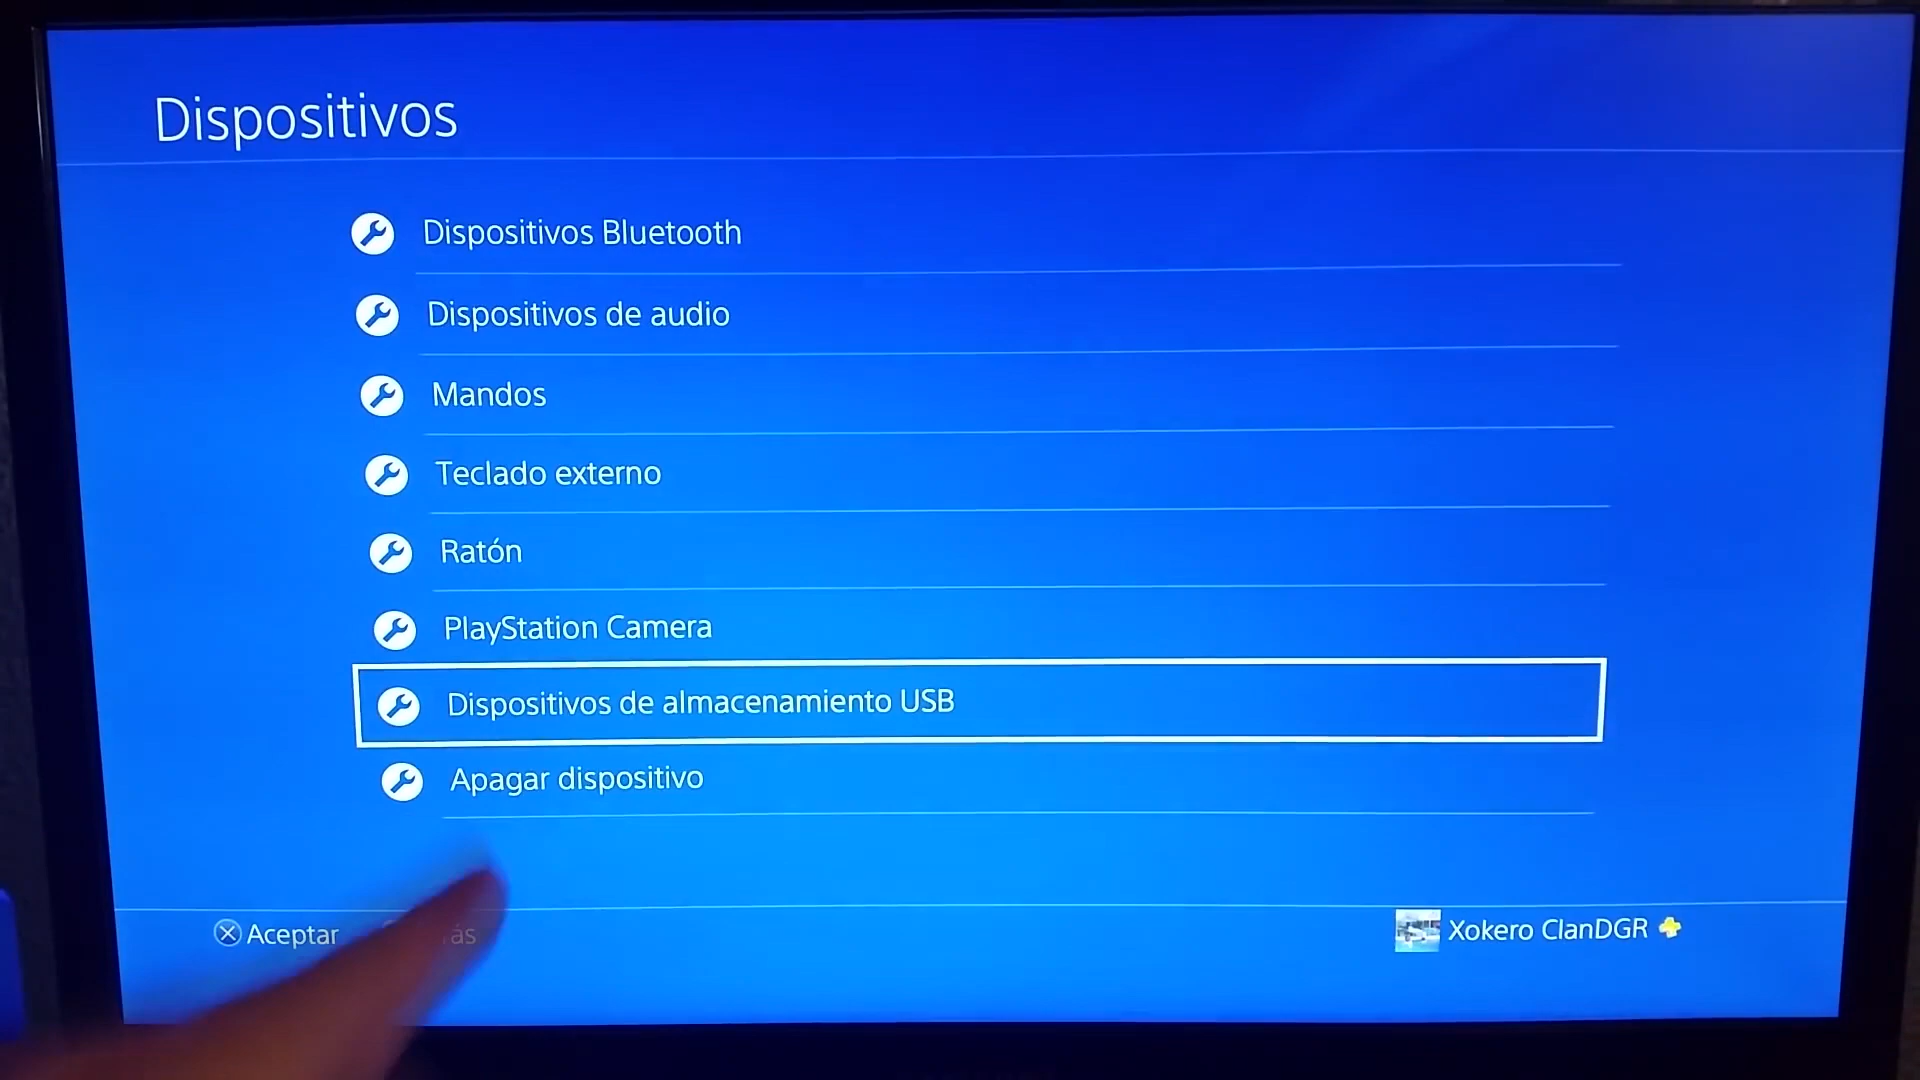 Dispositivos
Dispositivos Bluetooth
Dispositivos de audio
Mandos
Teclado externo
Ratón
PlayStation Camera
Dispositivos de almacenamiento USB
Apagar dispositivo
Aceptar
Xokero ClanDGR